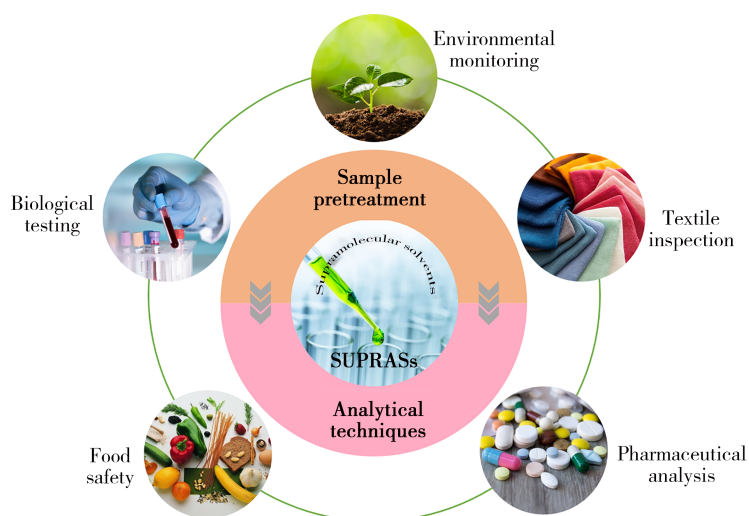 Environmental
monitoring
Sample
pretreatment
Biological
testing
Textile
inspection
Supramolecular solvents
SUPRASs
Analytical
techniques
Food
safety
Pharmaceutical
analysis